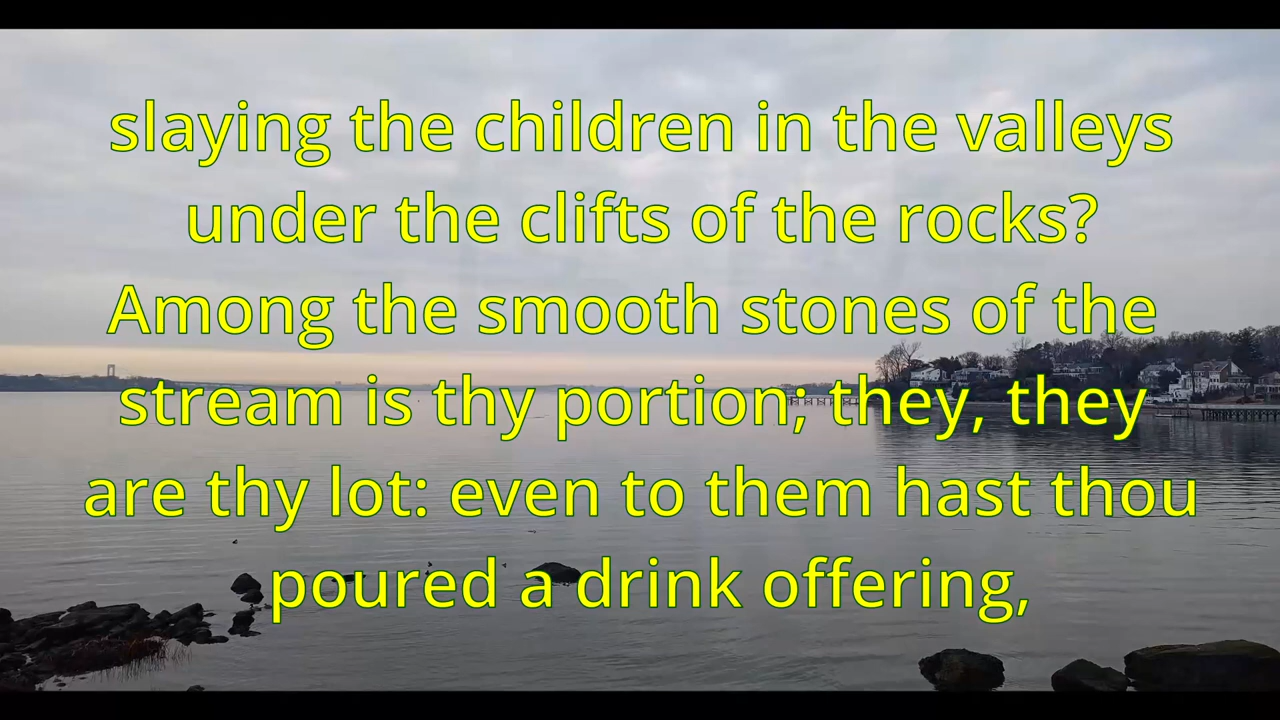 slaying the children in the valleys
under the clifts of the rocks?
Among the smooth stones of the
stream is thy portion; they, they
are thy lot: even to them hast thou
poured a drink offering,